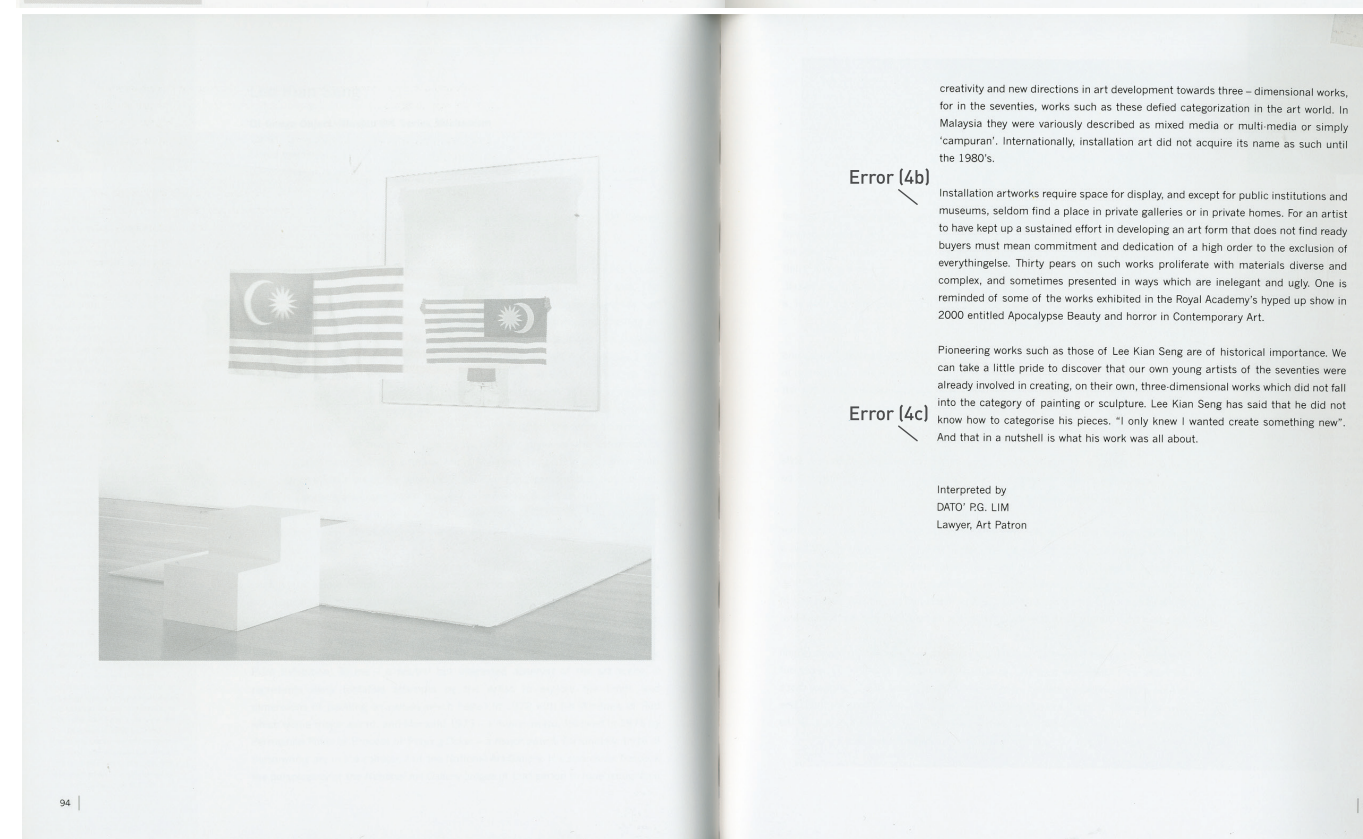 94
creativity and new directions in art development towards three – dimensional works,
for in the seventies, works such as these defied categorization in the art world. In
Malaysia they were variously described as mixed media or multi-media or simply
‘campuran’. Internationally, installation art did not acquire its name as such until
the 1980's.
Error (4b)
Installation artworks require space for display, and except for public institutions and
museums, seldom find a place in private galleries or in private homes. For an artist
to have kept up a sustained effort in developing an art form that does not find ready
buyers must mean commitment and dedication of a high order to the exclusion of
everythingelse. Thirty pears on such works proliferate with materials diverse and
complex, and sometimes presented in ways which are inelegant and ugly. One is
reminded of some of the works exhibited in the Royal Academy's hyped up show in
2000 entitled Apocalypse Beauty and horror in Contemporary Art.
Pioneering works such as those of Lee Kian Seng are of historical importance. We
can take a little pride to discover that our own young artists of the seventies were
already involved in creating, on their own, three-dimensional works which did not fall
into the category of painting or sculpture. Lee Kian Seng has said that he did not
Error (4c)
know how to categorise his pieces. “I only knew I wanted create something new”.
And that in a nutshell is what his work was all about.
Interpreted by
DATO' P.G. LIM
Lawyer, Art Patron